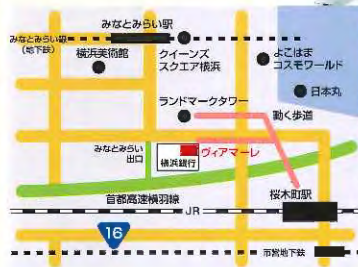 みなとみらい駅
みなとみらい線
(地下鉄)
横浜美術館
クイーンズ
スクエア横浜
よこはま
コスモワールド
日本丸
ランドマークタワー
動く歩道
みなとみらい
出口
横浜銀行
ヴィアマーレ
首都高速横羽線
桜木町駅
JR
16
市営地下鉄